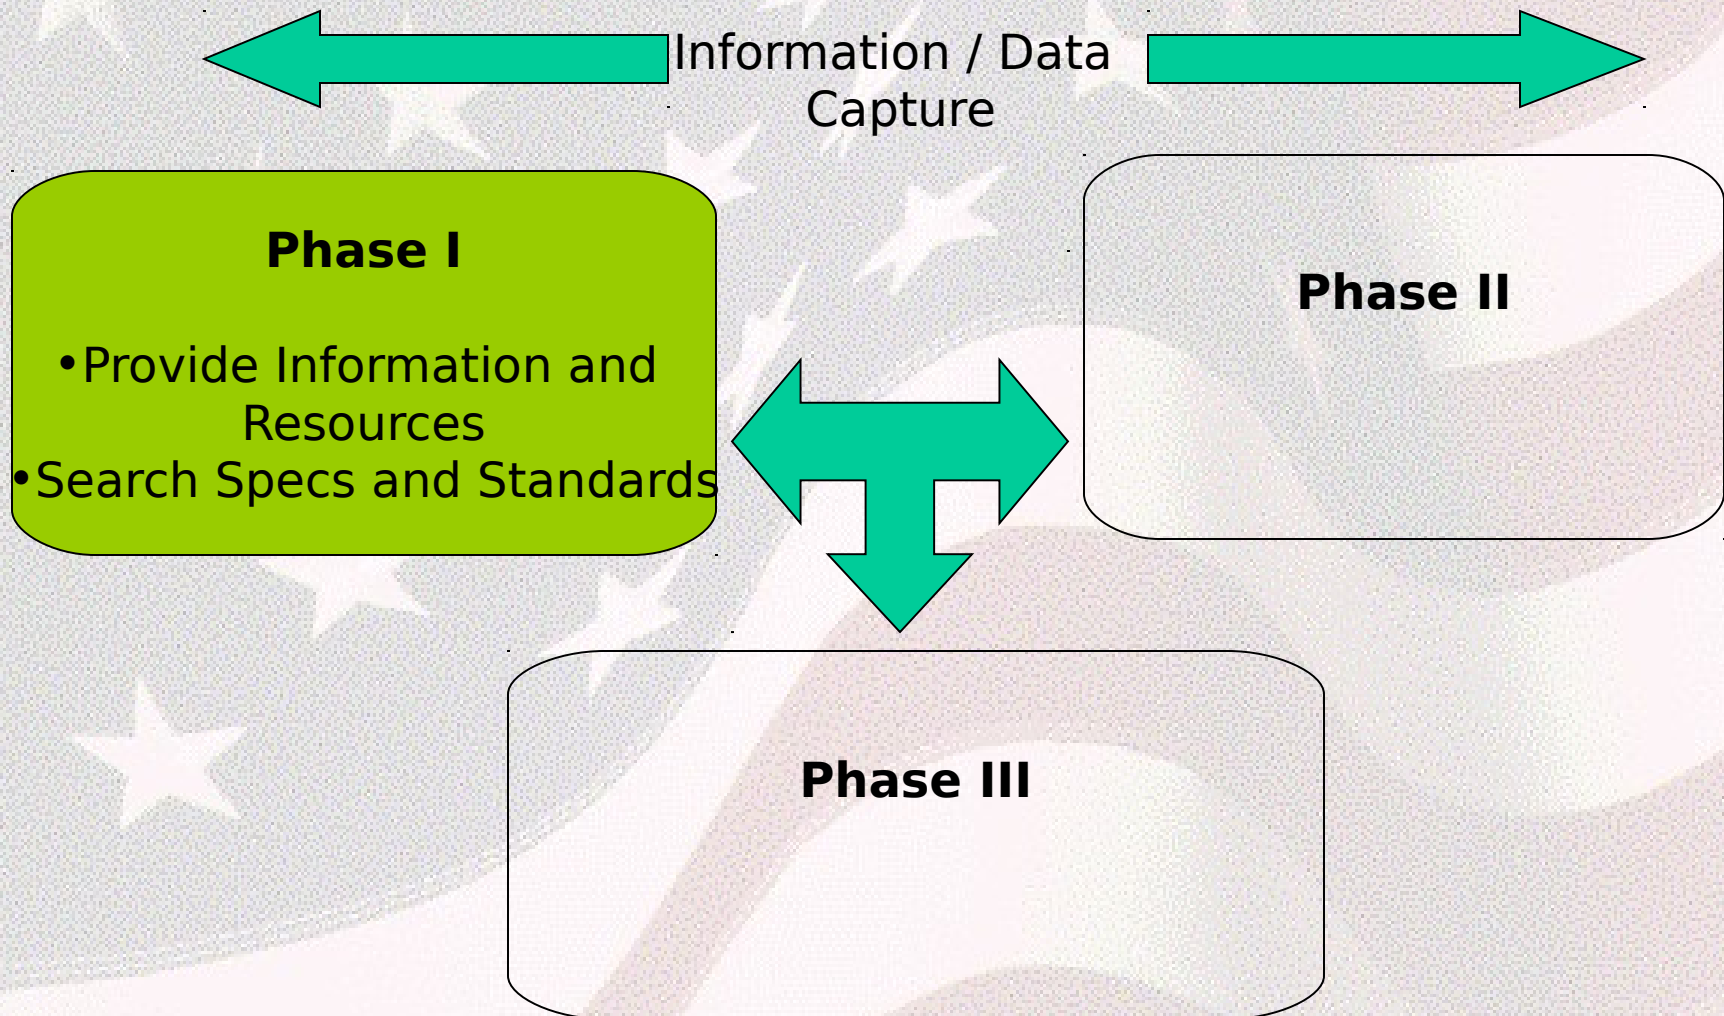 Information / Data
Capture
Phase I
•Provide Information and
Resources
•Search Specs and Standards
Phase II
Phase III